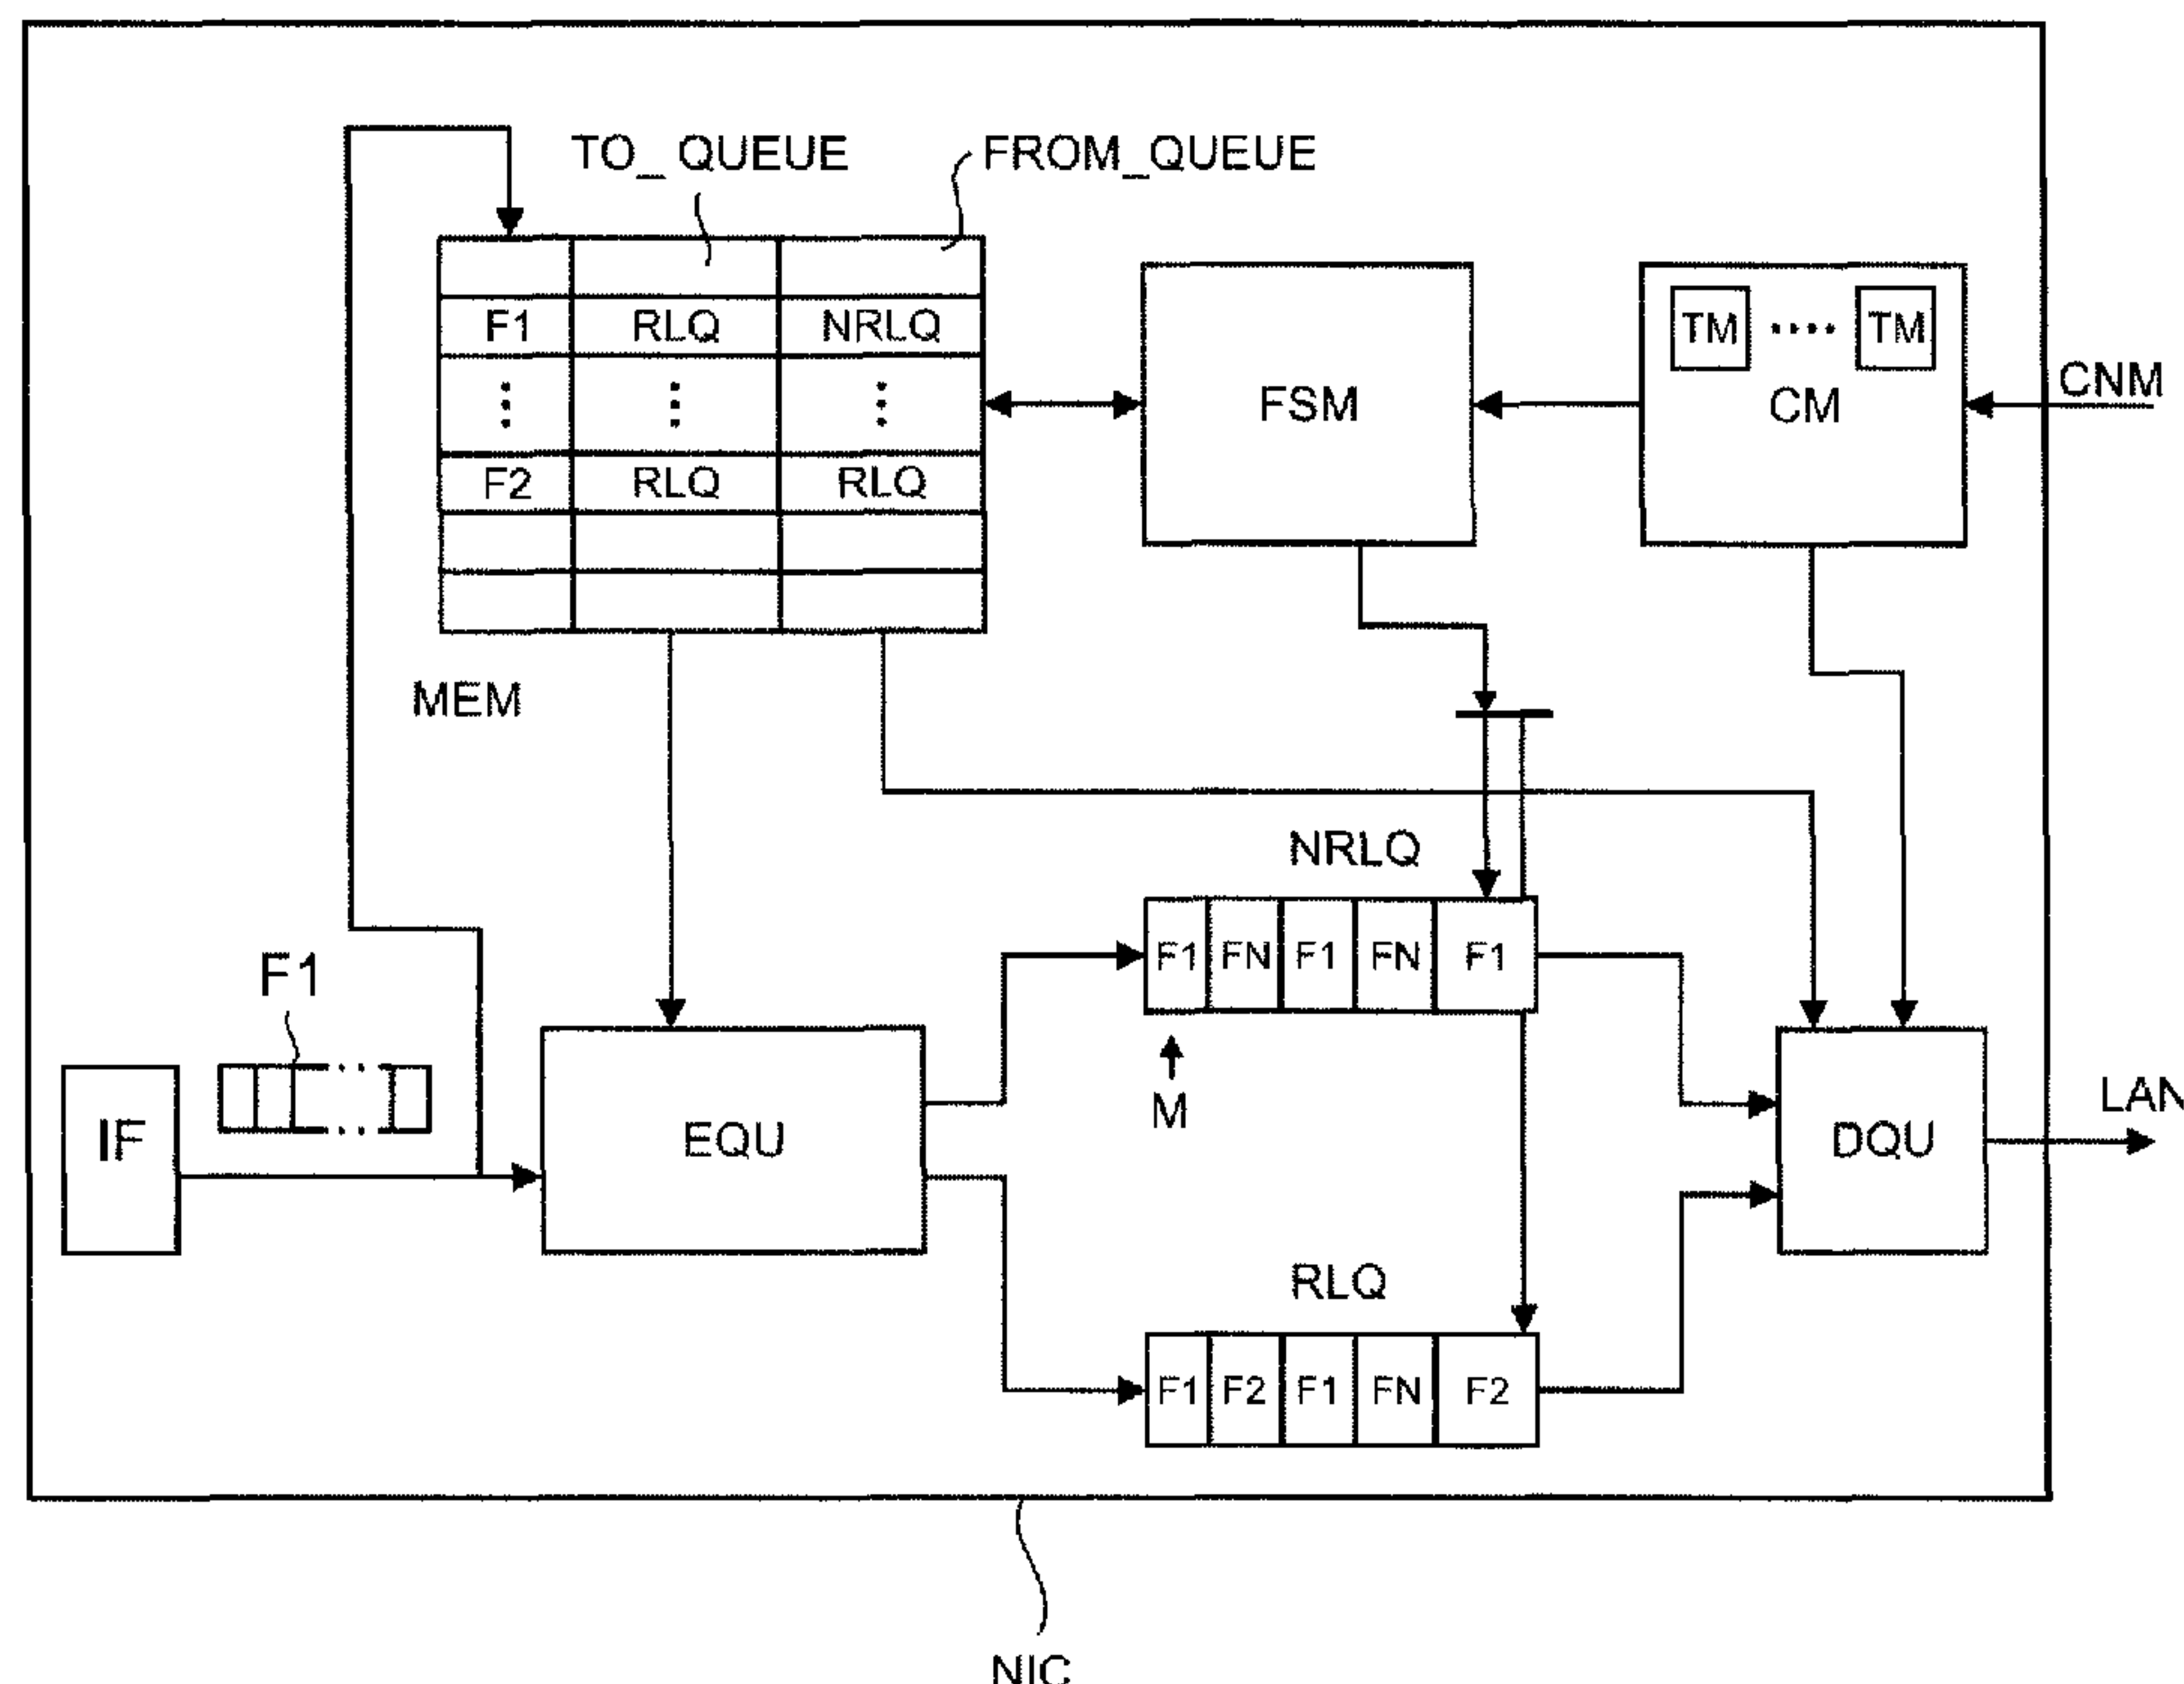 TO_ QUEUE
FROM_QUEUE
F1 RLQ NRLQ
F2 RLQ RLQ
MEM
FSM
TM .... TM
CM
CNM
NRLQ
F1 FN F1 FN F1
M
F1
IF
EQU
DQU
LAN
RLQ
F1 F2 F1 FN F2
NIC